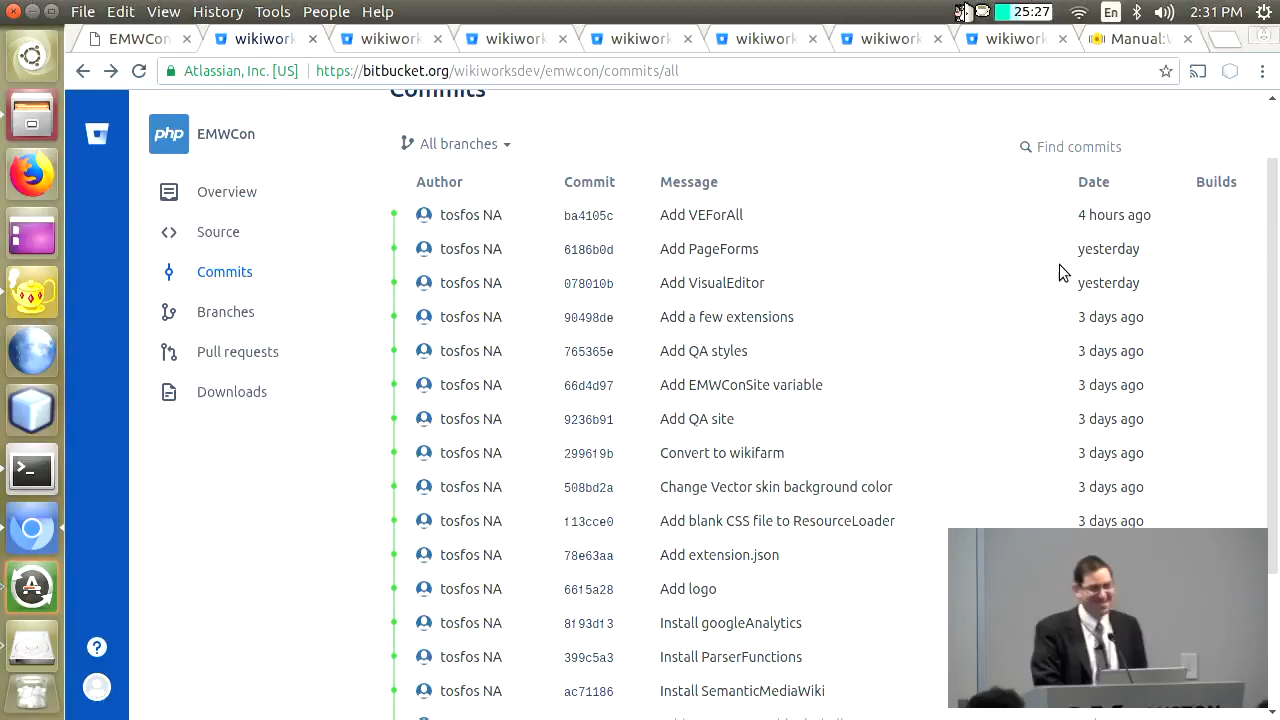 File Edit View History Tools People Help
25:27 En 2:31 PM
EMWCon wikiwork wikiwork wikiwork wikiwork wikiwork wikiwork wikiwork Manual:
Atlassian, Inc. [US] https://bitbucket.org/wikiworksdev/emwcon/commits/all
Commits
php EMWCon
Overview
Source
Commits
Branches
Pull requests
Downloads
All branches
Find commits
Author Commit Message Date Builds
tosfos NA ba4105c Add VEForAll 4 hours ago
tosfos NA 6186b0d Add PageForms yesterday
tosfos NA 078010b Add VisualEditor yesterday
tosfos NA 90498de Add a few extensions 3 days ago
tosfos NA 765365e Add QA styles 3 days ago
tosfos NA 66d4d97 Add EMWConSite variable 3 days ago
tosfos NA 9236b91 Add QA site 3 days ago
tosfos NA 299619b Convert to wikifarm 3 days ago
tosfos NA 508bd2a Change Vector skin background color 3 days ago
tosfos NA f13cce0 Add blank CSS file to ResourceLoader 3 days ago
tosfos NA 78e63aa Add extension.json
tosfos NA 6615a28 Add logo
tosfos NA 8f93d13 Install googleAnalytics
tosfos NA 399c5a3 Install ParserFunctions
tosfos NA ac71186 Install SemanticMediaWiki